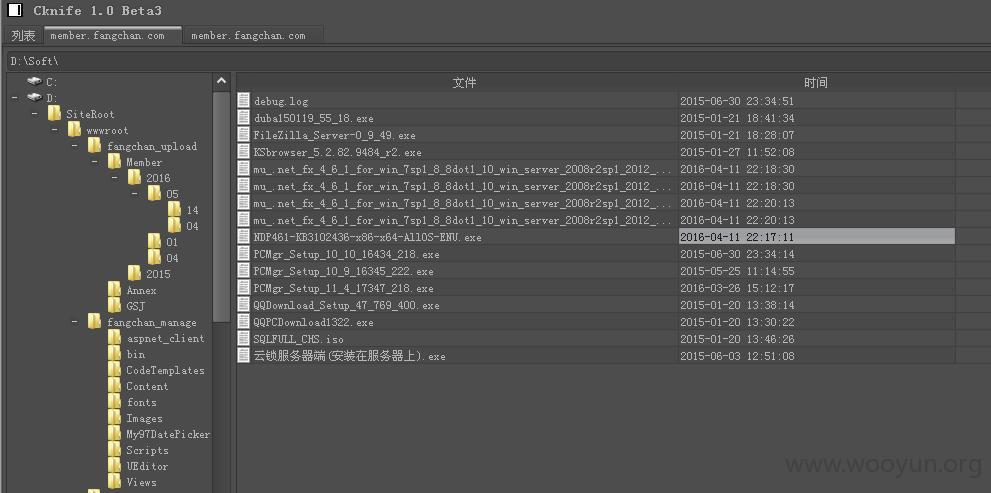 Cknife 1.0 Beta3
列表 member.fangchan.com member.fangchan.com
D:\Soft\
C:
D:
SiteRoot
wwwroot
fangchan_upload
Member
2016
05
14
04
01
04
2015
Annex
GSJ
fangchan_manage
aspnet_client
bin
CodeTemplates
Content
fonts
Images
My97DatePicker
Scripts
UEditor
Views
文件 时间
debug.log 2015-06-30 23:34:51
duba150119_55_18.exe 2015-01-21 18:41:34
FileZilla_Server-0_9_49.exe 2015-01-21 18:28:07
KSbrowser_5.2.82.9484_r2.exe 2015-01-27 11:52:08
mu_.net_fx_4_6_1_for_win_7sp1_8_8dot1_10_win_server_2008r2sp1_2012_... 2016-04-11 22:18:30
mu_.net_fx_4_6_1_for_win_7sp1_8_8dot1_10_win_server_2008r2sp1_2012_... 2016-04-11 22:18:30
mu_.net_fx_4_6_1_for_win_7sp1_8_8dot1_10_win_server_2008r2sp1_2012_... 2016-04-11 22:20:13
mu_.net_fx_4_6_1_for_win_7sp1_8_8dot1_10_win_server_2008r2sp1_2012_... 2016-04-11 22:20:13
NDP461-KB3102436-x86-x64-AllOS-ENU.exe 2016-04-11 22:17:11
PCMgr_Setup_10_10_16434_218.exe 2015-06-30 23:34:14
PCMgr_Setup_10_9_16345_222.exe 2015-05-25 11:14:55
PCMgr_Setup_11_4_17347_218.exe 2016-03-26 15:12:17
QQDownload_Setup_47_769_400.exe 2015-01-20 13:38:14
QQPCDownload1322.exe 2015-01-20 13:30:22
SQLFULL_CHS.iso 2015-01-20 13:46:26
云锁服务器端(安装在服务器上).exe 2015-06-03 12:51:08
www.wooyun.org